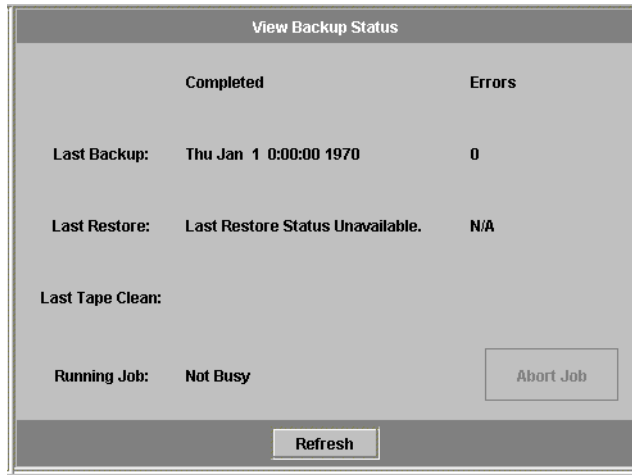 View Backup Status
Completed Errors
Last Backup: Thu Jan 1 0:00:00 1970 0
Last Restore: Last Restore Status Unavailable. N/A
Last Tape Clean:
Running Job: Not Busy Abort Job
Refresh